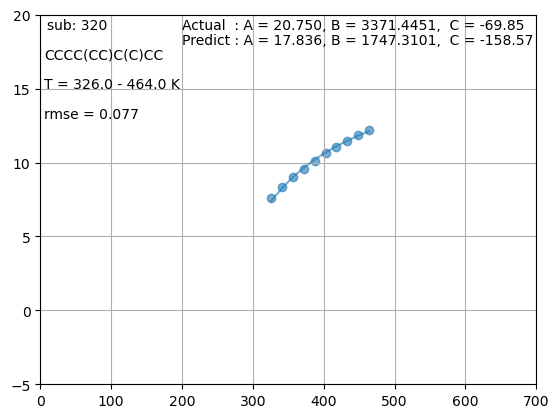 sub: 320
Actual : A = 20.750, B = 3371.4451, C = -69.85
Predict : A = 17.836, B = 1747.3101, C = -158.57
CCCC(CC)C(C)CC
T = 326.0 - 464.0 K
rmse = 0.077
20
15
10
5
0
−5
0 100 200 300 400 500 600 700